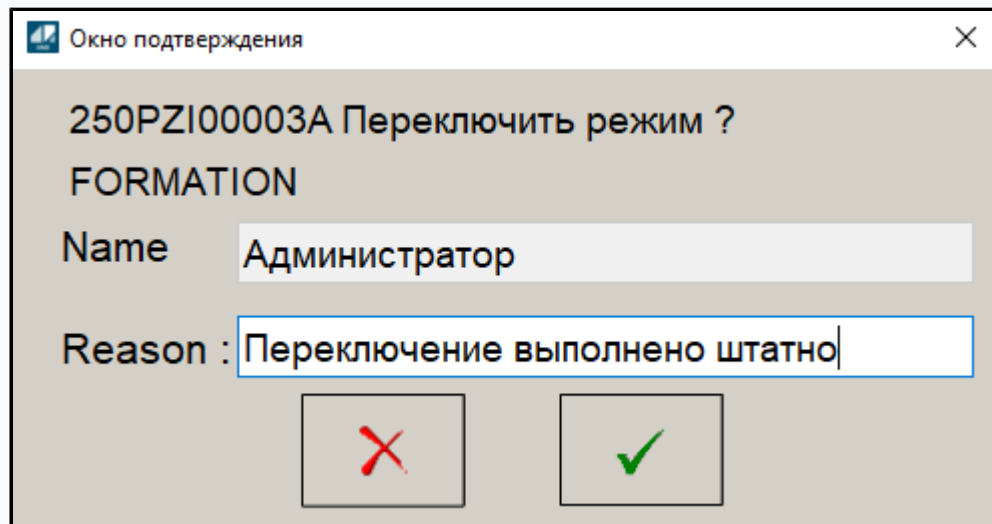 Окно подтверждения
250PZI00003A Переключить режим ?
FORMATION
Name Администратор
Reason : Переключение выполнено штатно